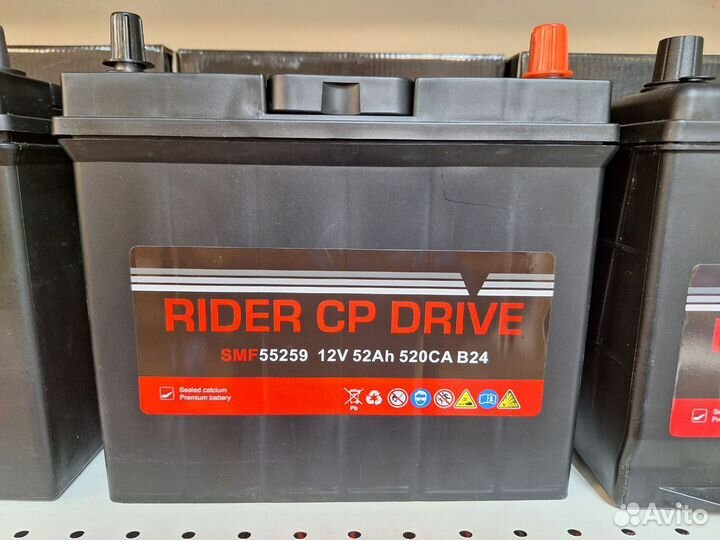 RIDER CP DRIVE
SMF55259 12V 52Ah 520CA B24
Sealed calcium
Premium battery
Pb
Avito